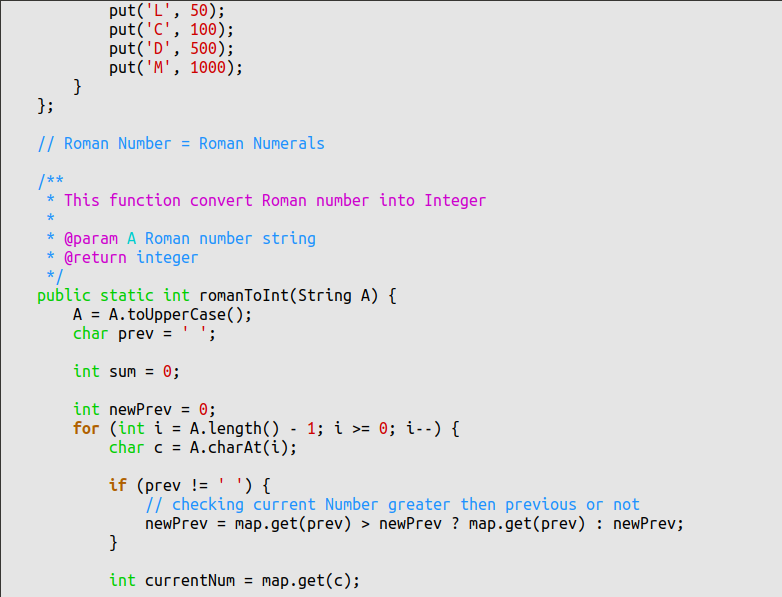 put('L', 50);
put('C', 100);
put('D', 500);
put('M', 1000);
}
};
// Roman Number = Roman Numerals
/**
* This function convert Roman number into Integer
*
* @param A Roman number string
* @return integer
*/
public static int romanToInt(String A) {
A = A.toUpperCase();
char prev = ' ';
int sum = 0;
int newPrev = 0;
for (int i = A.length() - 1; i >= 0; i--) {
char c = A.charAt(i);
if (prev != ' ') {
// checking current Number greater then previous or not
newPrev = map.get(prev) > newPrev ? map.get(prev) : newPrev;
}
int currentNum = map.get(c);